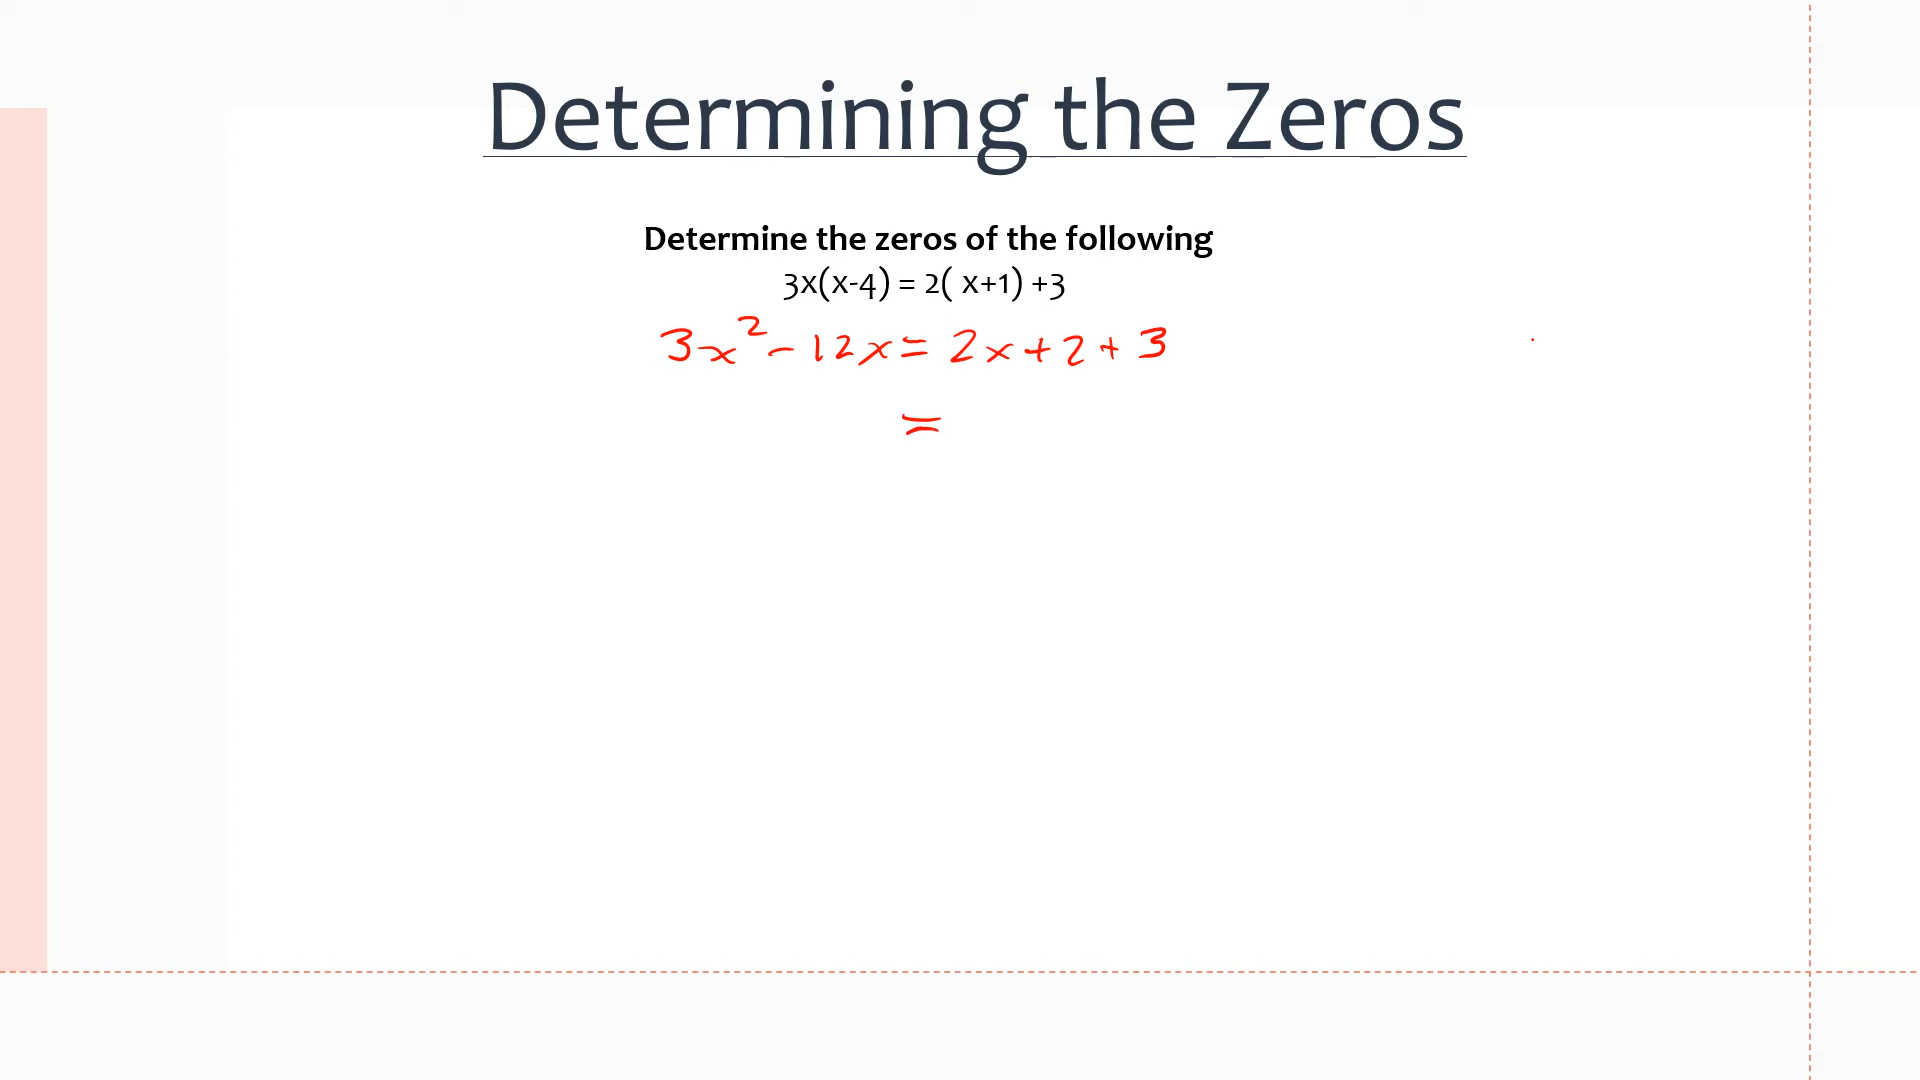 Determining the Zeros
Determine the zeros of the following
3x(x-4) = 2( x+1) +3
3x² - 12x = 2x + 2 + 3
=